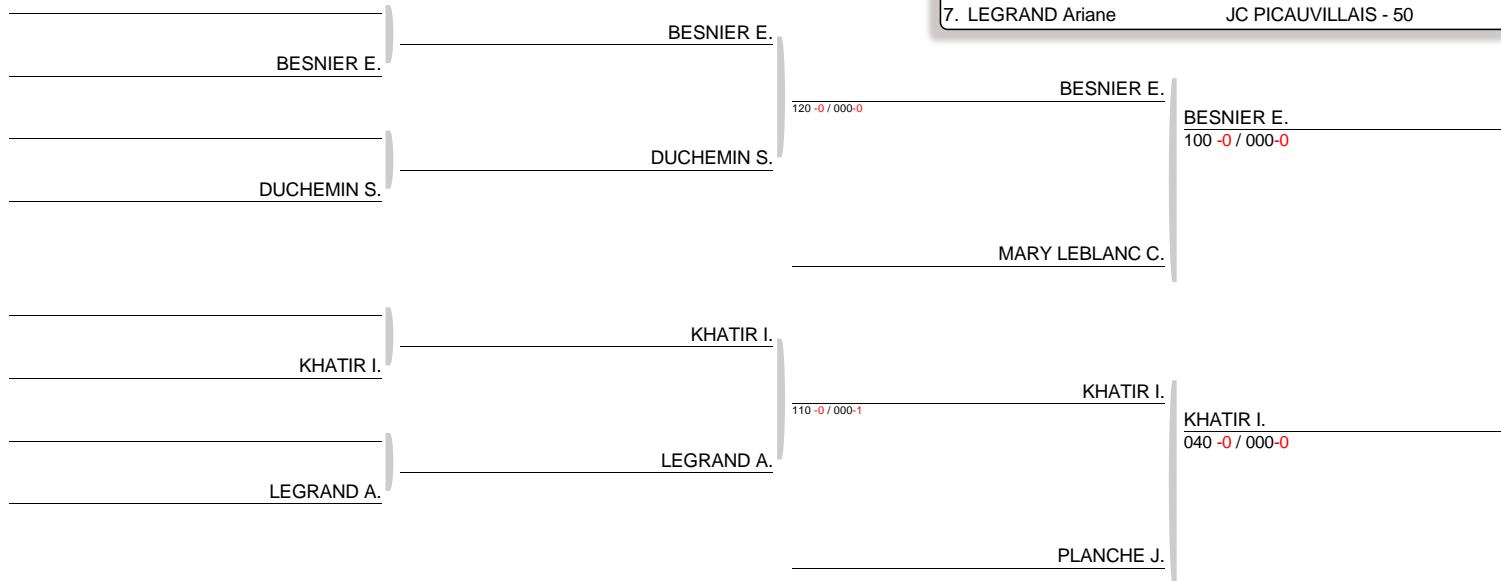 7. LEGRAND Ariane JC PICAUVILLAIS - 50
BESNIER E.
BESNIER E.
BESNIER E.
120 -0 / 000-0
BESNIER E.
100 -0 / 000-0
DUCHEMIN S.
DUCHEMIN S.
MARY LEBLANC C.
KHATIR I.
KHATIR I.
KHATIR I.
110 -0 / 000-1
KHATIR I.
040 -0 / 000-0
LEGRAND A.
LEGRAND A.
PLANCHE J.